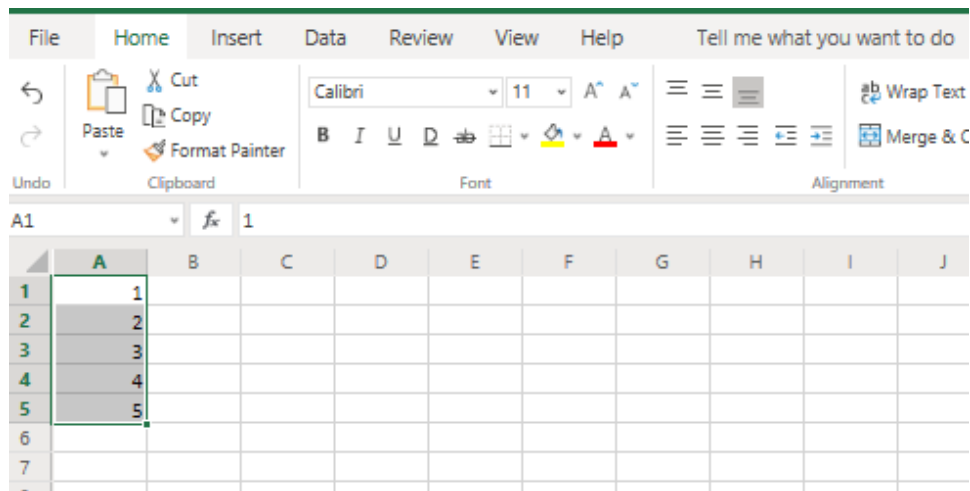 File Home Insert Data Review View Help Tell me what you want to do
Cut
Copy
Paste
Format Painter
Calibri 11 A A
B I U D ab A
ab Wrap Text
Merge & C
Undo Clipboard Font Alignment
A1 fx 1
A B C D E F G H I J
1 1
2 2
3 3
4 4
5 5
6
7